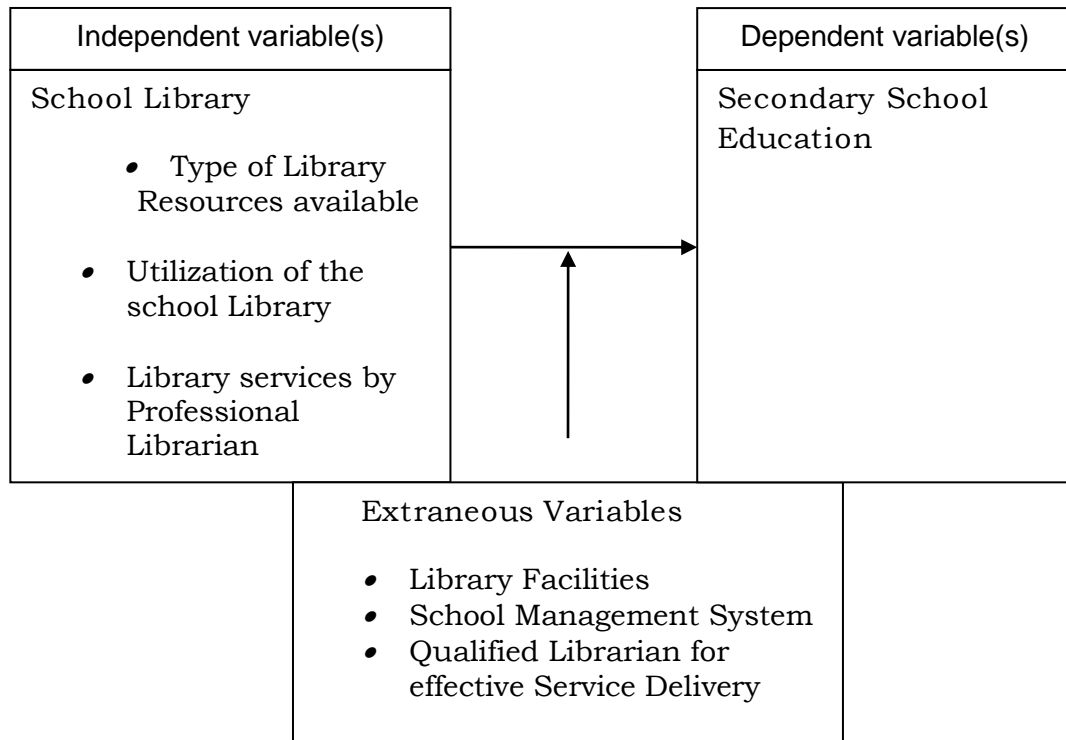 Independent variable(s)
School Library
• Type of Library
Resources available
• Utilization of the
school Library
• Library services by
Professional
Librarian
Dependent variable(s)
Secondary School
Education
Extraneous Variables
• Library Facilities
• School Management System
• Qualified Librarian for
effective Service Delivery